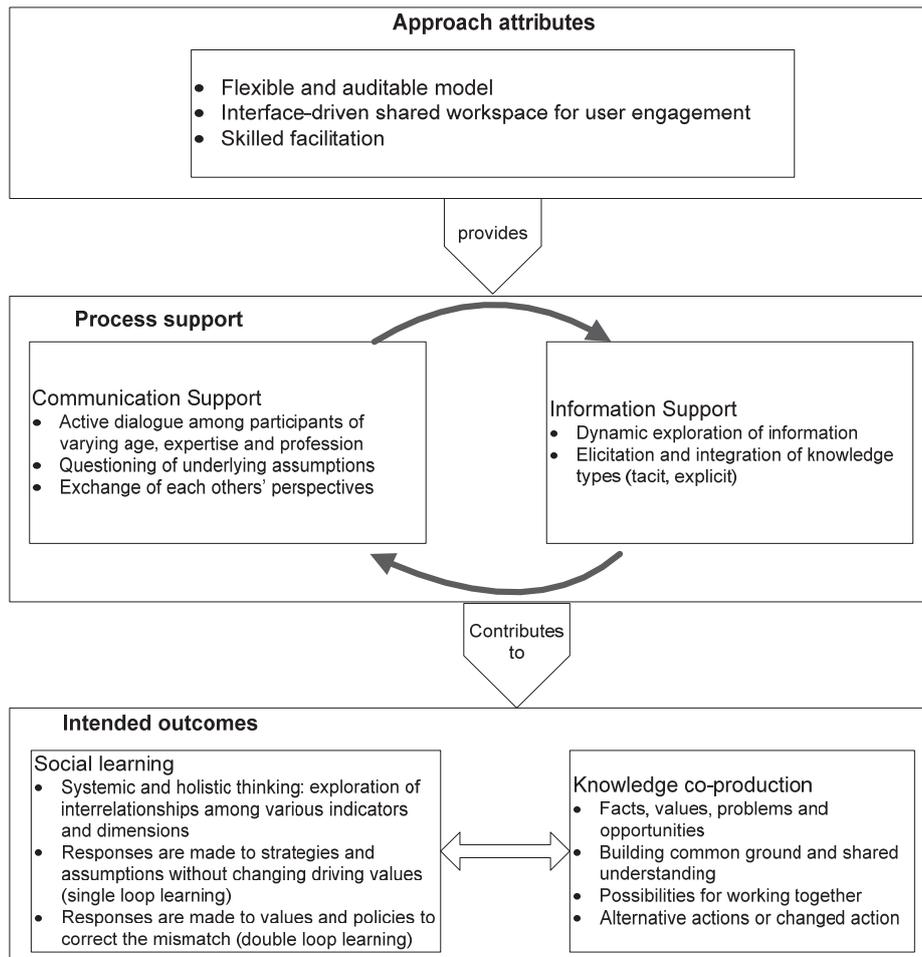 Approach attributes
• Flexible and auditable model
• Interface-driven shared workspace for user engagement
• Skilled facilitation
provides
Process support
Communication Support
• Active dialogue among participants of
varying age, expertise and profession
• Questioning of underlying assumptions
• Exchange of each others' perspectives
Information Support
• Dynamic exploration of information
• Elicitation and integration of knowledge
types (tacit, explicit)
Contributes
to
Intended outcomes
Social learning
• Systemic and holistic thinking: exploration of
interrelationships among various indicators
and dimensions
• Responses are made to strategies and
assumptions without changing driving values
(single loop learning)
• Responses are made to values and policies to
correct the mismatch (double loop learning)
Knowledge co-production
• Facts, values, problems and
opportunities
• Building common ground and shared
understanding
• Possibilities for working together
• Alternative actions or changed action